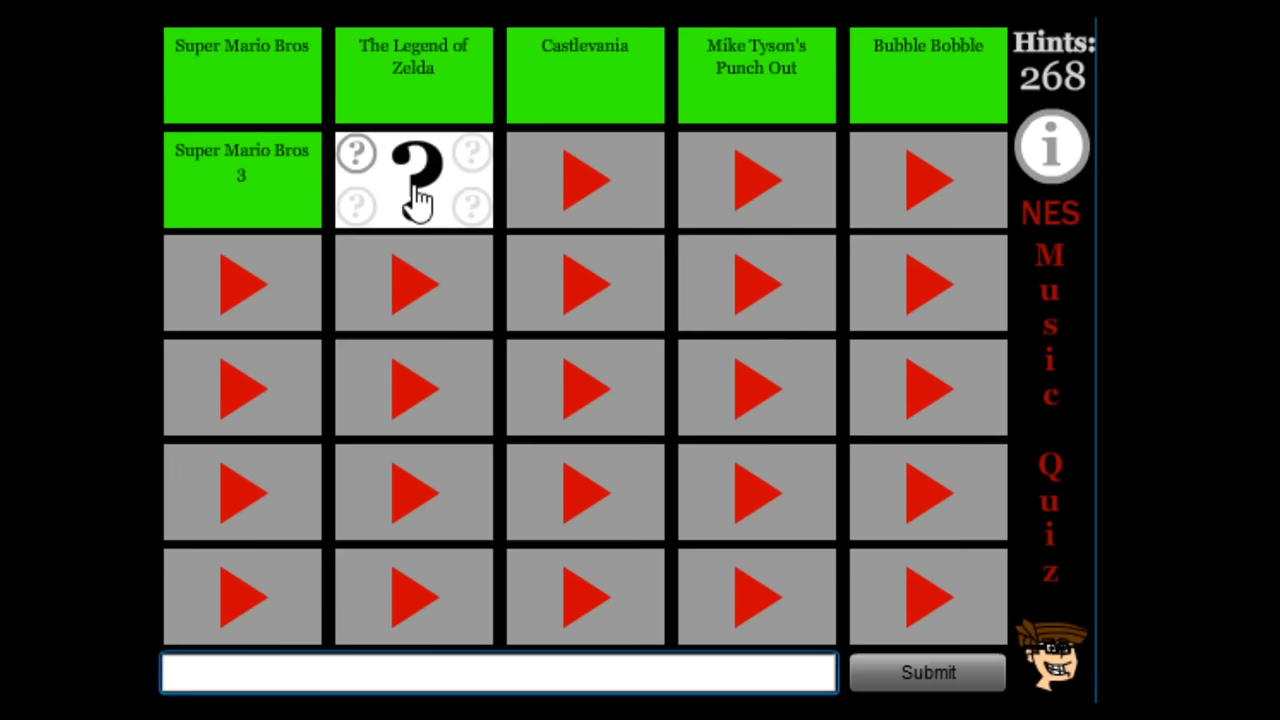 Super Mario Bros
The Legend of
Zelda
Castlevania
Mike Tyson's
Punch Out
Bubble Bobble
Hints:
268
Super Mario Bros
3
?
?
?
?
?
i
NES
M
u
s
i
c
Q
u
i
z
Submit